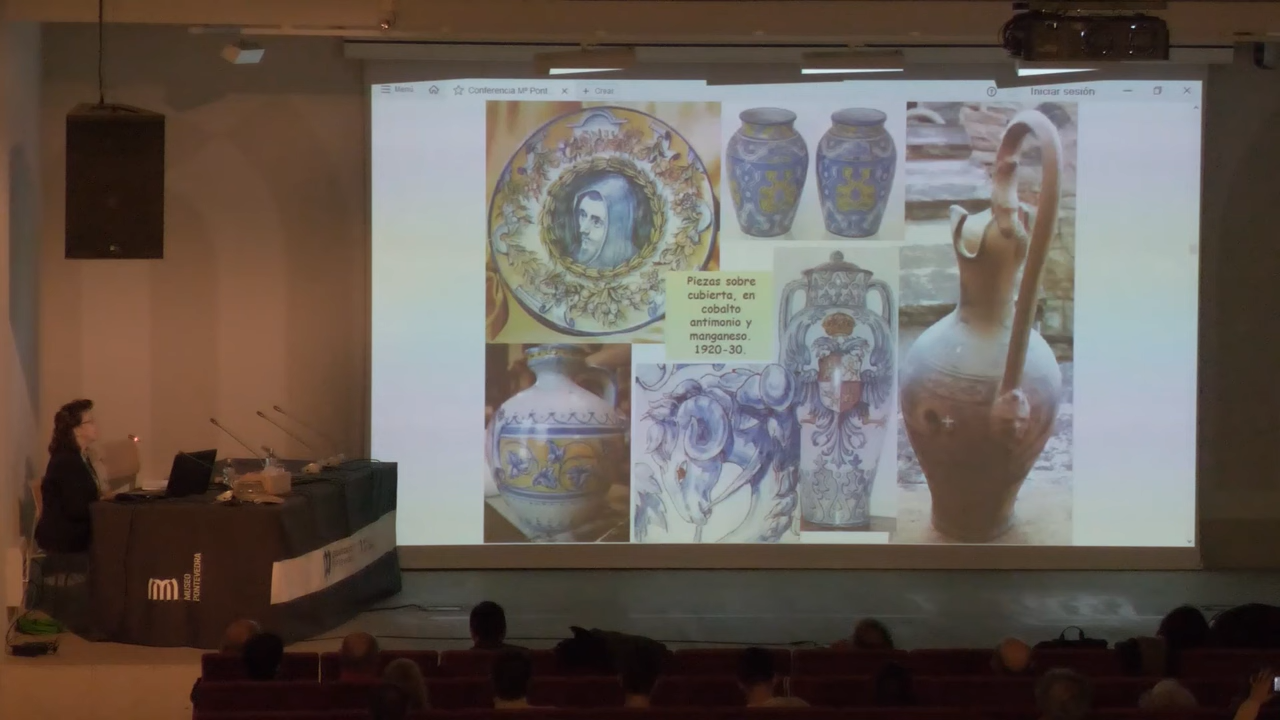 Menú
Conferencia Mª Pont...
Crear
Iniciar sesión
Piezas sobre
cubierta, en
cobalto
antimonio y
manganeso.
1920-30.
MUSEO
PONTEVEDRA